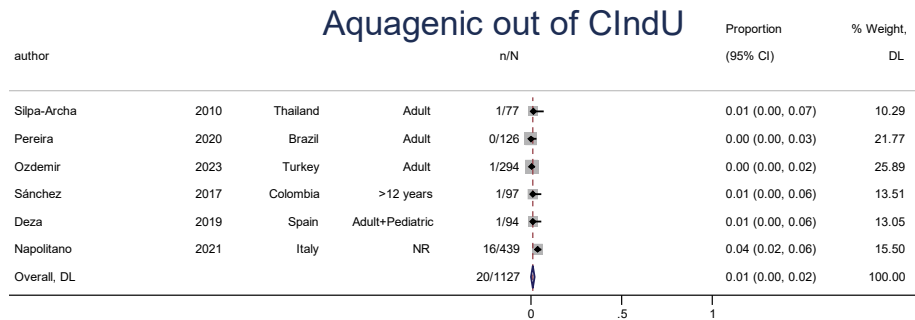 Aquagenic out of CIndU
Proportion % Weight,
author n/N (95% CI) DL
Silpa-Archa 2010 Thailand Adult 1/77 0.01 (0.00, 0.07) 10.29
Pereira 2020 Brazil Adult 0/126 0.00 (0.00, 0.03) 21.77
Ozdemir 2023 Turkey Adult 1/294 0.00 (0.00, 0.02) 25.89
Sánchez 2017 Colombia >12 years 1/97 0.01 (0.00, 0.06) 13.51
Deza 2019 Spain Adult+Pediatric 1/94 0.01 (0.00, 0.06) 13.05
Napolitano 2021 Italy NR 16/439 0.04 (0.02, 0.06) 15.50
Overall, DL 20/1127 0.01 (0.00, 0.02) 100.00
0 .5 1